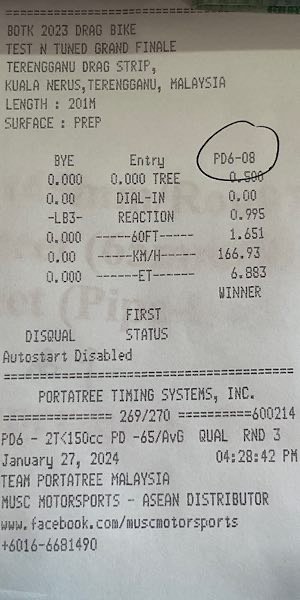 BOTK 2023 DRAG BIKE
TEST N TUNED GRAND FINALE
TERENGGANU DRAG STRIP,
KUALA NERUS,TERENGGANU, MALAYSIA
LENGTH : 201M
SURFACE : PREP
BYE Entry PD6-08
0.000 0.000 TREE 0.500
0.00 DIAL-IN 0.00
-LB3- REACTION 0.995
0.000 -----60FT----- 1.651
0.00 -----KM/H----- 166.93
0.000 ------ET------ 6.883
WINNER
FIRST
DISQUAL STATUS
Autostart Disabled
PORTATREE TIMING SYSTEMS, INC.
=============== 269/270 ==========600214
PD6 - 2T<150cc PD -65/AvG QUAL RND 3
January 27, 2024 04:28:42 PM
TEAM PORTATREE MALAYSIA
MUSC MOTORSPORTS - ASEAN DISTRIBUTOR
www.facebook.com/muscmotorsports
+6016-6681490